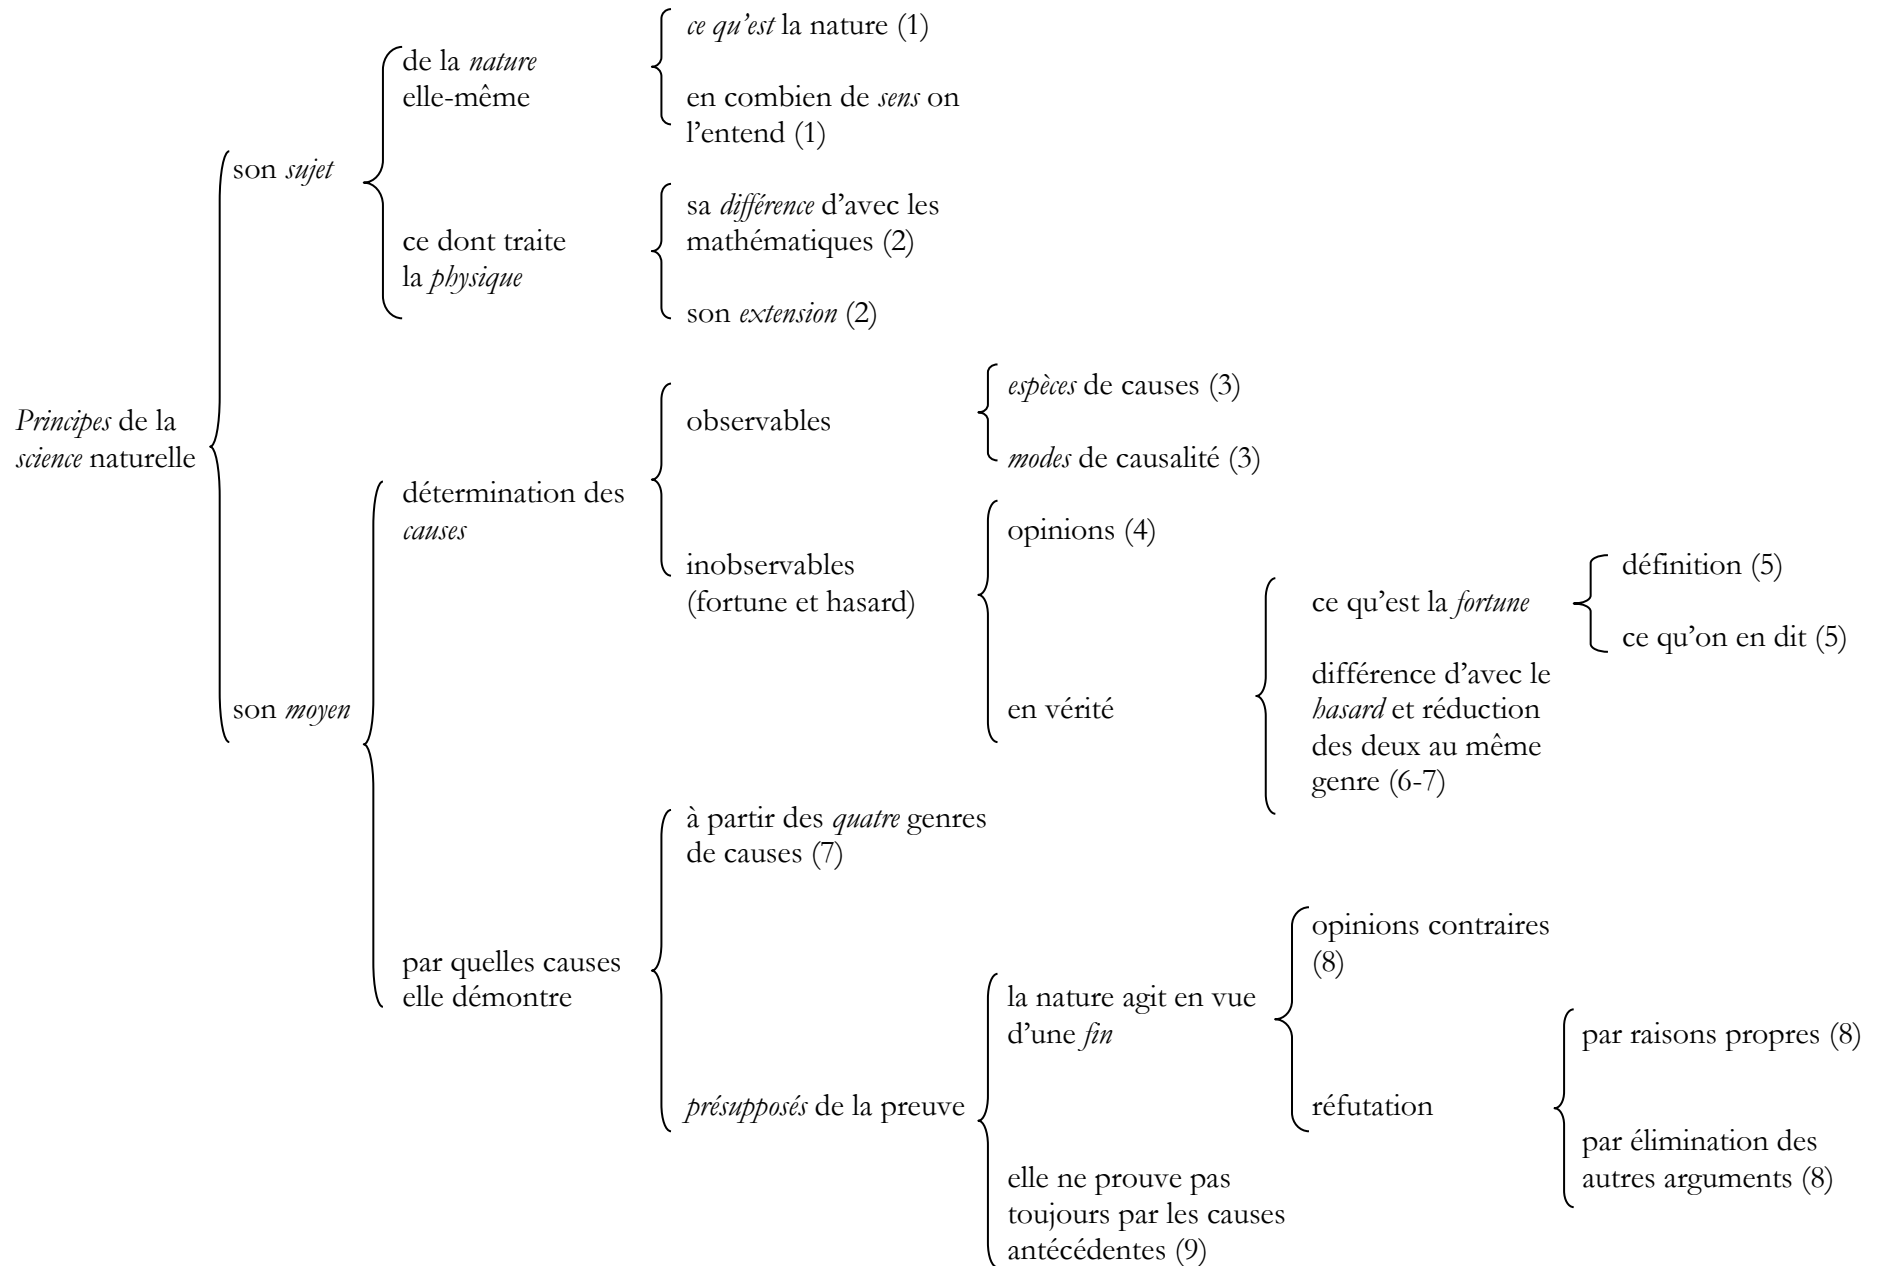 ce qu’est la nature (1)
de la nature
elle-même
en combien de sens on
l’entend (1)
son sujet
sa différence d’avec les
mathématiques (2)
ce dont traite
la physique
son extension (2)
espèces de causes (3)
Principes de la
science naturelle
observables
modes de causalité (3)
détermination des
causes
opinions (4)
inobservables
(fortune et hasard)
définition (5)
ce qu’est la fortune
ce qu’on en dit (5)
son moyen
en vérité
différence d’avec le
hasard et réduction
des deux au même
genre (6-7)
à partir des quatre genres
de causes (7)
par quelles causes
elle démontre
opinions contraires
(8)
la nature agit en vue
d’une fin
par raisons propres (8)
présupposés de la preuve
réfutation
par élimination des
autres arguments (8)
elle ne prouve pas
toujours par les causes
antécédentes (9)